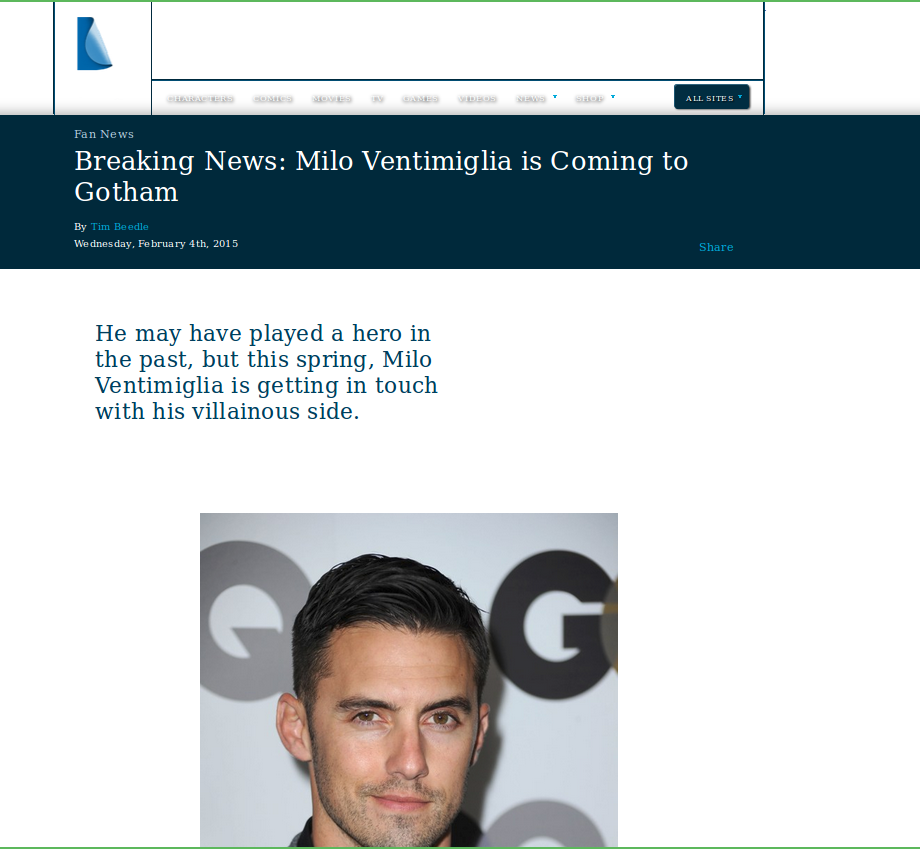 CHARACTERS COMICS MOVIES TV GAMES VIDEOS NEWS SHOP ALL SITES
Fan News
Breaking News: Milo Ventimiglia is Coming to
Gotham
By Tim Beedle
Wednesday, February 4th, 2015
Share
He may have played a hero in
the past, but this spring, Milo
Ventimiglia is getting in touch
with his villainous side.
GQ G